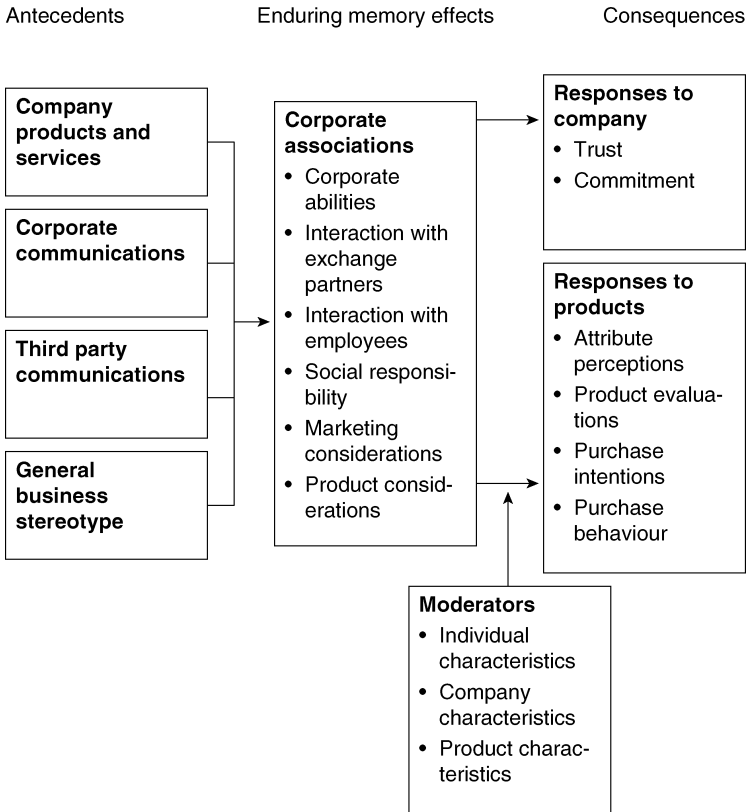 Antecedents
Enduring memory effects
Consequences
Company
products and
services
Corporate
communications
Third party
communications
General
business
stereotype
Corporate
associations
• Corporate
abilities
• Interaction with
exchange
partners
• Interaction with
employees
• Social responsi-
bility
• Marketing
considerations
• Product consid-
erations
Responses to
company
• Trust
• Commitment
Responses to
products
• Attribute
perceptions
• Product evalua-
tions
• Purchase
intentions
• Purchase
behaviour
Moderators
• Individual
characteristics
• Company
characteristics
• Product charac-
teristics